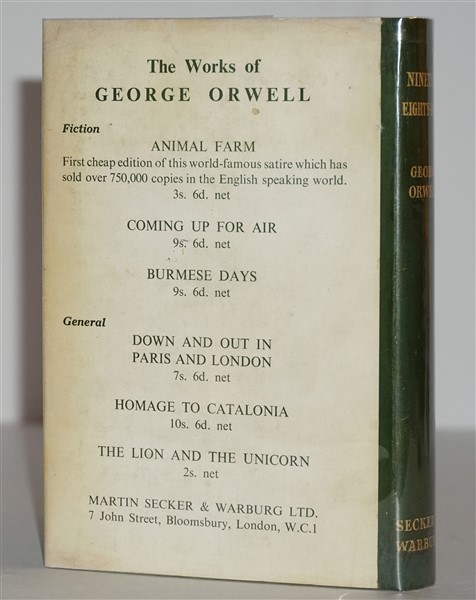 The Works of
GEORGE ORWELL
Fiction
ANIMAL FARM
First cheap edition of this world-famous satire which has
sold over 750,000 copies in the English speaking world.
3s. 6d. net
COMING UP FOR AIR
9s. 6d. net
BURMESE DAYS
9s. 6d. net
General
DOWN AND OUT IN
PARIS AND LONDON
7s. 6d. net
HOMAGE TO CATALONIA
10s. 6d. net
THE LION AND THE UNICORN
2s. net
MARTIN SECKER & WARBURG LTD.
7 John Street, Bloomsbury, London, W.C.1
GEORG
ORWEL
SECKER
WARBU